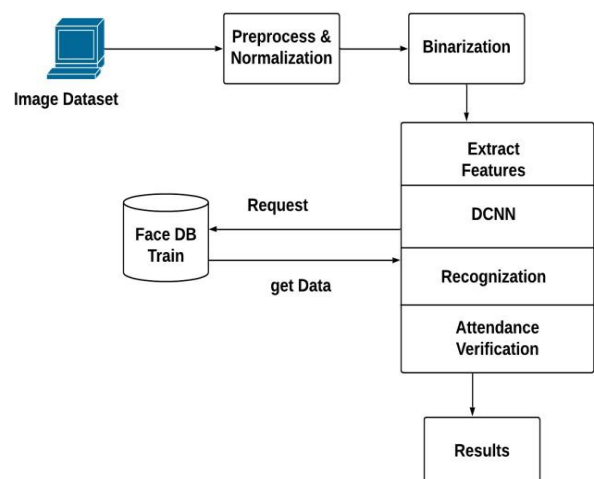 Preprocess &
Normalization
Binarization
Image Dataset
Extract
Features
Request
DCNN
Face DB
Train
get Data
Recognization
Attendance
Verification
Results